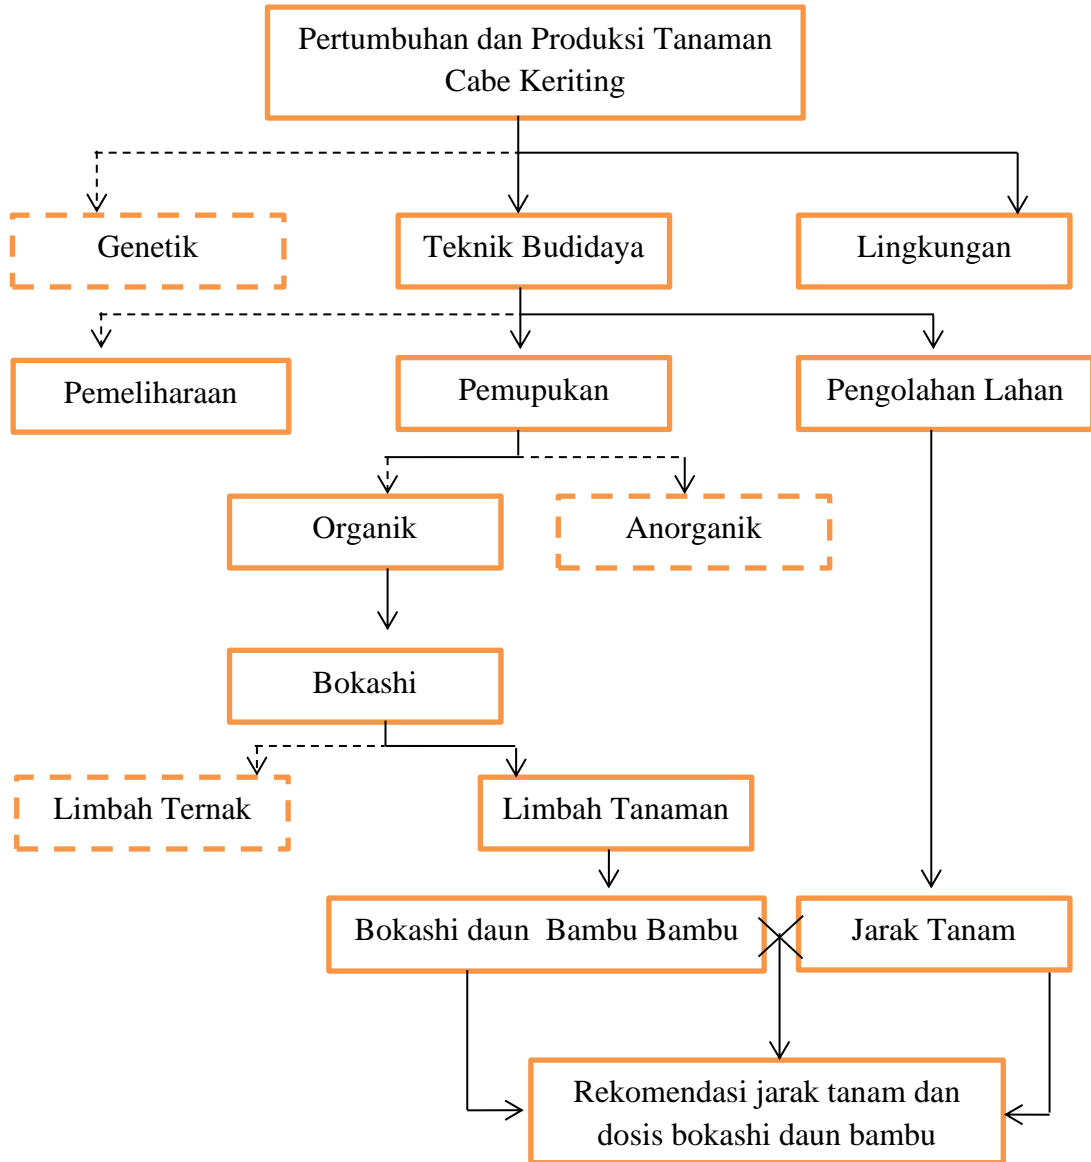 Pertumbuhan dan Produksi Tanaman
Cabe Keriting
Genetik
Teknik Budidaya
Lingkungan
Pemeliharaan
Pemupukan
Pengolahan Lahan
Organik
Anorganik
Bokashi
Limbah Ternak
Limbah Tanaman
Bokashi daun  Bambu Bambu
Jarak Tanam
Rekomendasi jarak tanam dan
dosis bokashi daun bambu